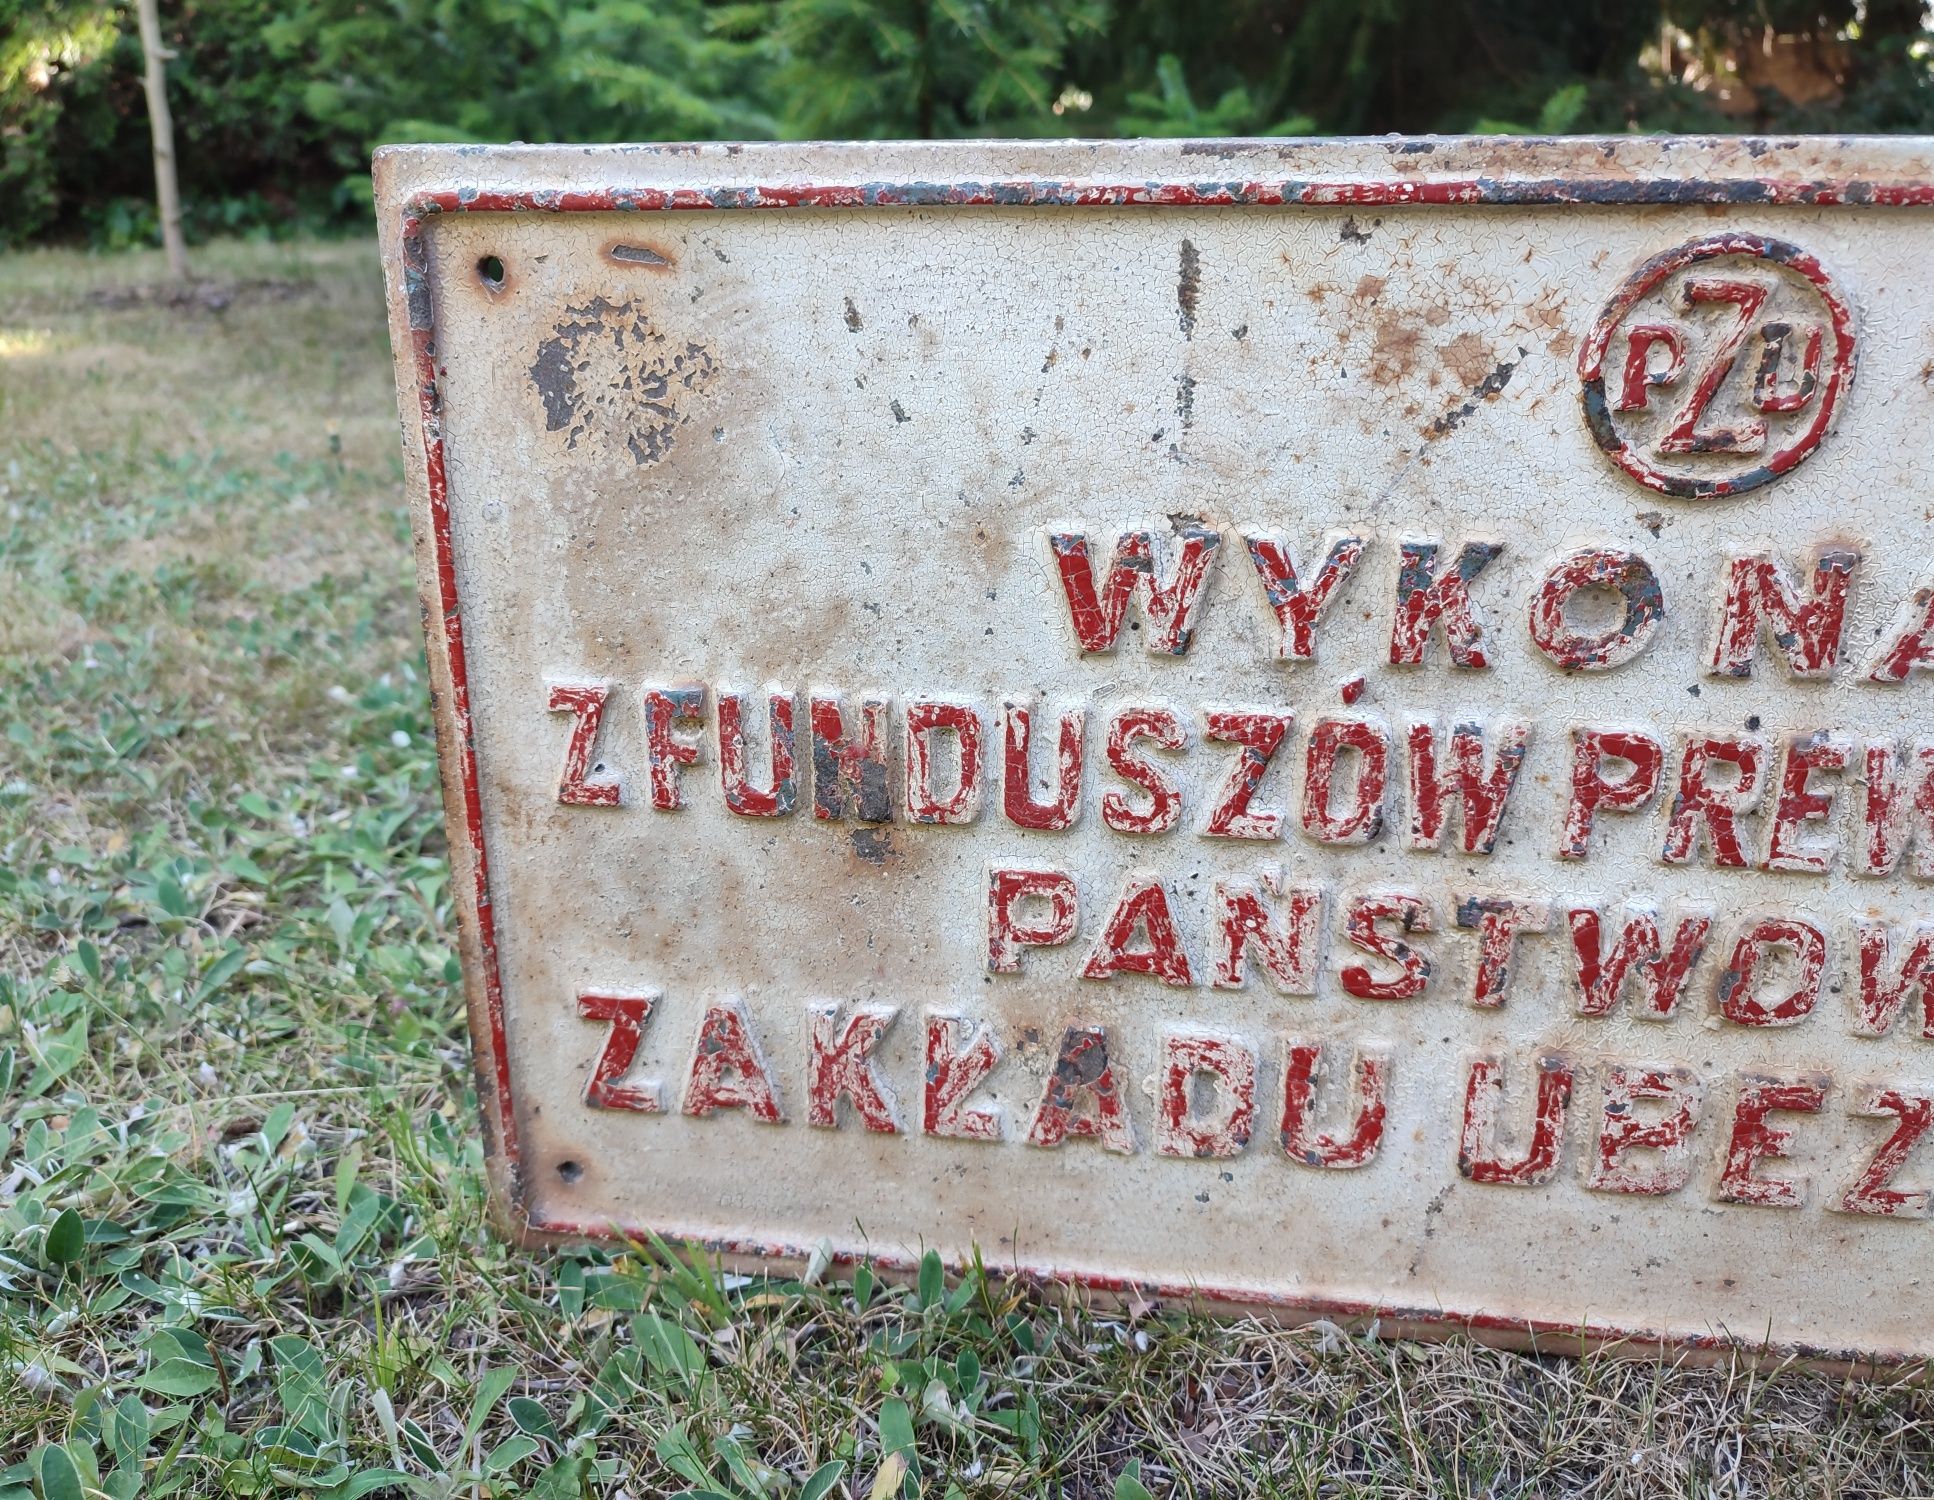 PZU
WYKONA
Z FUNDUSZÓW PREW
PAŃSTWOW
ZAKŁADU UBEZ